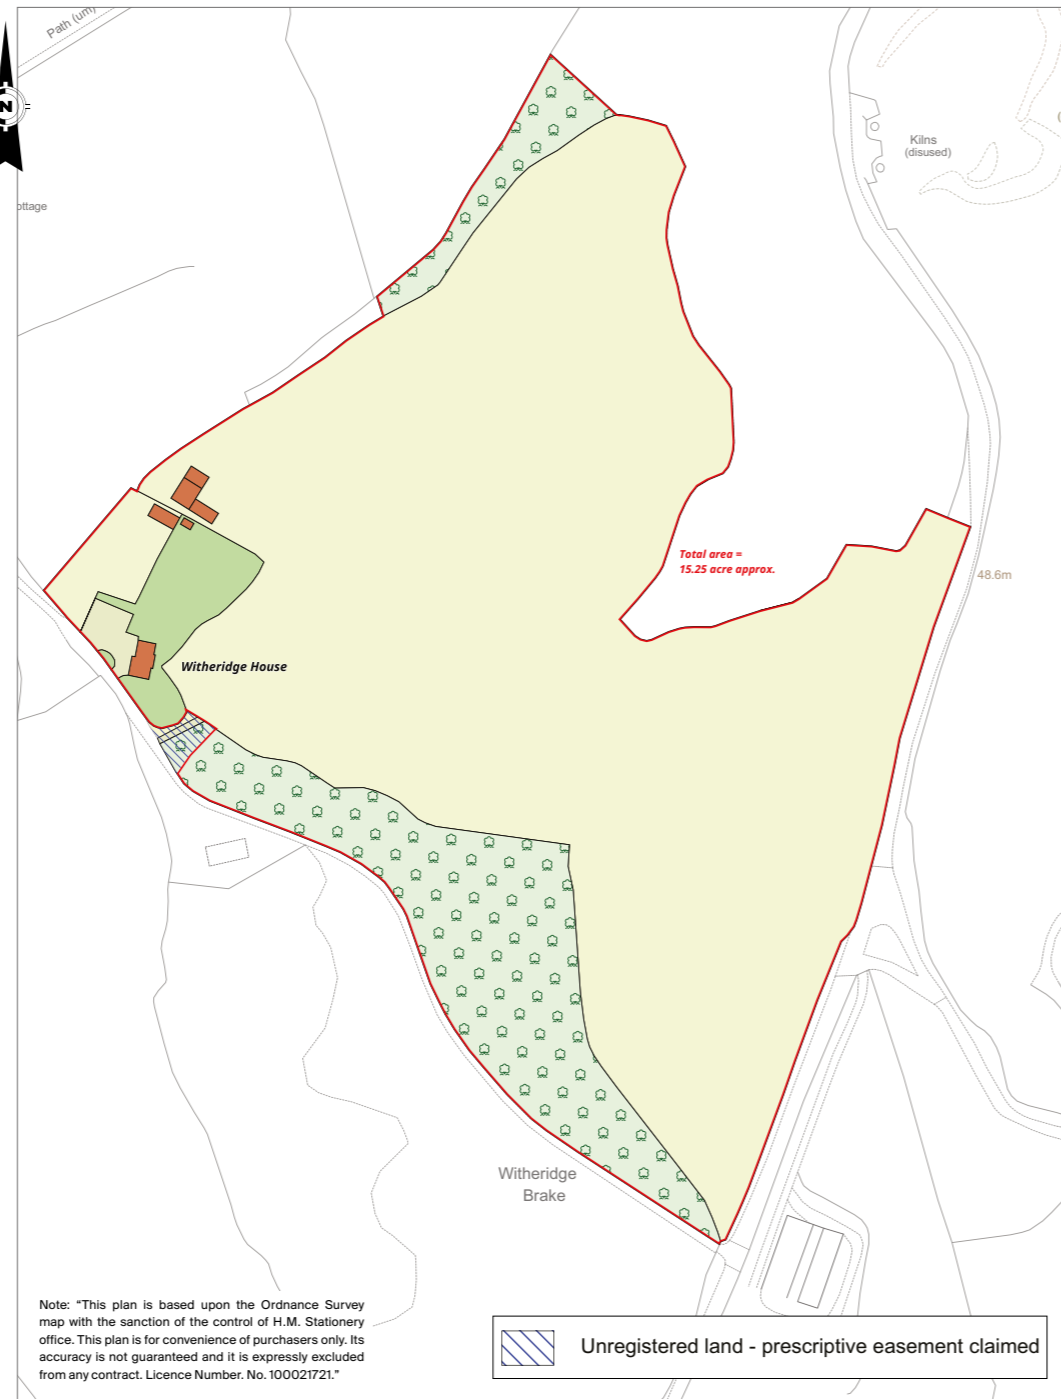 Path (um)
N
ottage
Kilns
(disused)
Total area =
15.25 acre approx.
48.6m
Witheridge House
Witheridge
Brake
Note: “This plan is based upon the Ordnance Survey
map with the sanction of the control of H.M. Stationery
office. This plan is for convenience of purchasers only. Its
accuracy is not guaranteed and it is expressly excluded
from any contract. Licence Number. No. 100021721.”
Unregistered land - prescriptive easement claimed